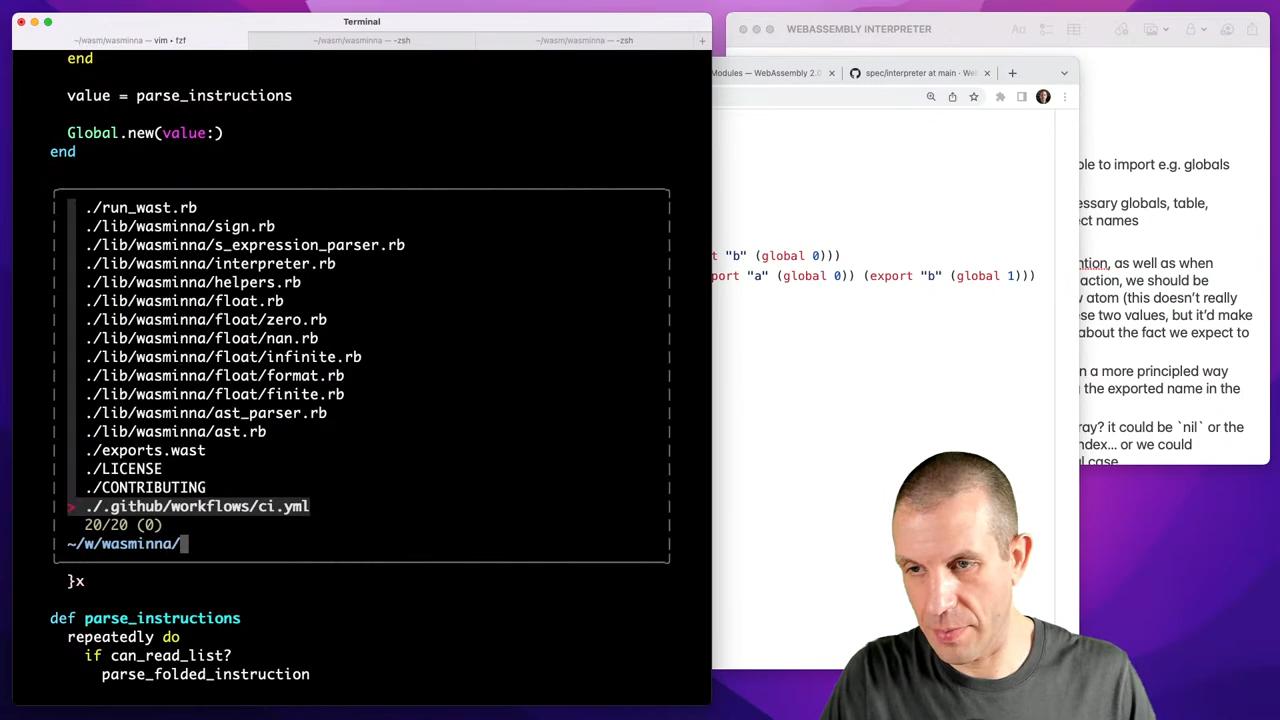 Terminal
~/wasm/wasminna — vim • fzf
~/wasm/wasminna — -zsh
~/wasm/wasminna — -zsh
end
value = parse_instructions
Global.new(value:)
end
./run_wast.rb
./lib/wasminna/sign.rb
./lib/wasminna/s_expression_parser.rb
./lib/wasminna/interpreter.rb
./lib/wasminna/helpers.rb
./lib/wasminna/float.rb
./lib/wasminna/float/zero.rb
./lib/wasminna/float/nan.rb
./lib/wasminna/float/infinite.rb
./lib/wasminna/float/format.rb
./lib/wasminna/float/finite.rb
./lib/wasminna/ast_parser.rb
./lib/wasminna/ast.rb
./exports.wast
./LICENSE
./CONTRIBUTING
> ./.github/workflows/ci.yml
20/20 (0)
~/w/wasminna/
}x
def parse_instructions
repeatedly do
if can_read_list?
parse_folded_instruction
Modules — WebAssembly 2.0
spec/interpreter at main · We
t "b" (global 0)))
port "a" (global 0)) (export "b" (global 1)))
WEBASSEMBLY INTERPRETER
Aa
ble to import e.g. globals
essary globals, table,
ect names
ention, as well as when
action, we should be
w atom (this doesn't really
ese two values, but it'd make
about the fact we expect to
n a more principled way
g the exported name in the
ray? it could be `nil` or the
ndex... or we could
al case